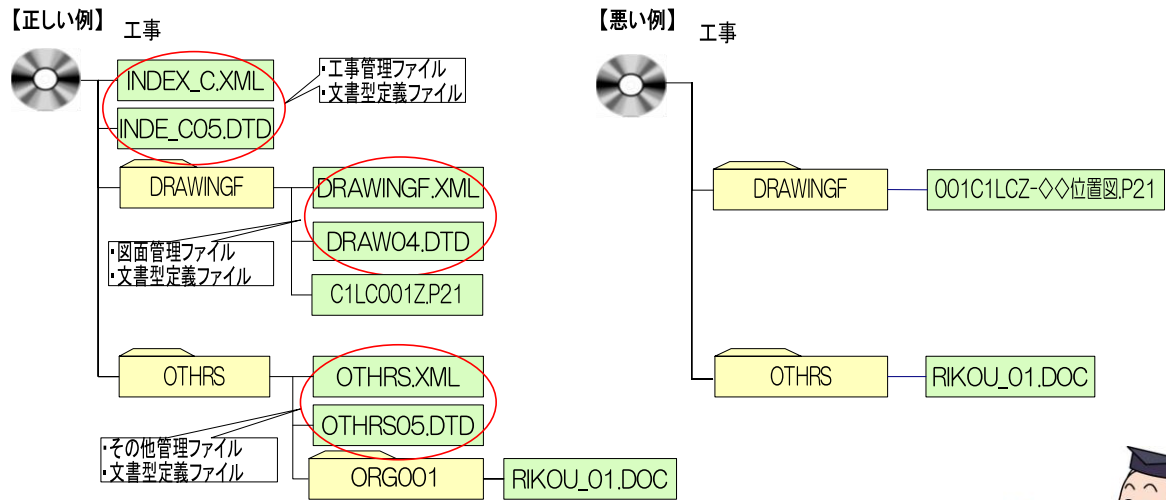 【正しい例】 工事
INDEX_C.XML
INDE_C05.DTD
・工事管理ファイル
・文書型定義ファイル
DRAWINGF
DRAWINGF.XML
DRAW04.DTD
C1LC001Z.P21
・図面管理ファイル
・文書型定義ファイル
OTHRS
OTHRS.XML
OTHRS05.DTD
・その他管理ファイル
・文書型定義ファイル
ORG001
RIKOU_01.DOC
【悪い例】 工事
DRAWINGF
001C1LCZ-◇◇位置図.P21
OTHRS
RIKOU_01.DOC